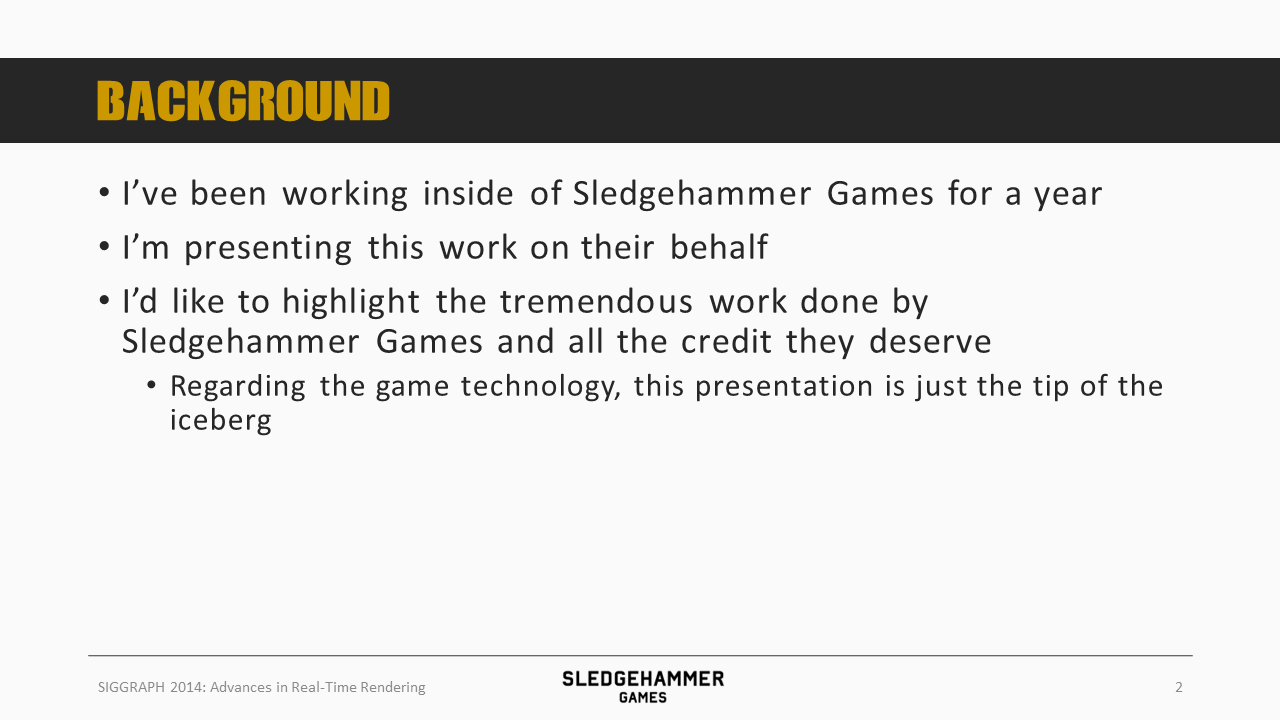 BACKGROUND
• I’ve been working inside of Sledgehammer Games for a year
• I’m presenting this work on their behalf
• I’d like to highlight the tremendous work done by
Sledgehammer Games and all the credit they deserve
• Regarding the game technology, this presentation is just the tip of the
iceberg
SIGGRAPH 2014: Advances in Real-Time Rendering
SLEDGEHAMMER
GAMES
2